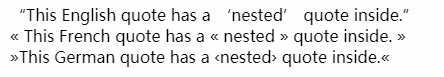 “This English quote has a ‘nested’ quote inside.”
« This French quote has a « nested » quote inside. »
»This German quote has a ‹nested› quote inside.«